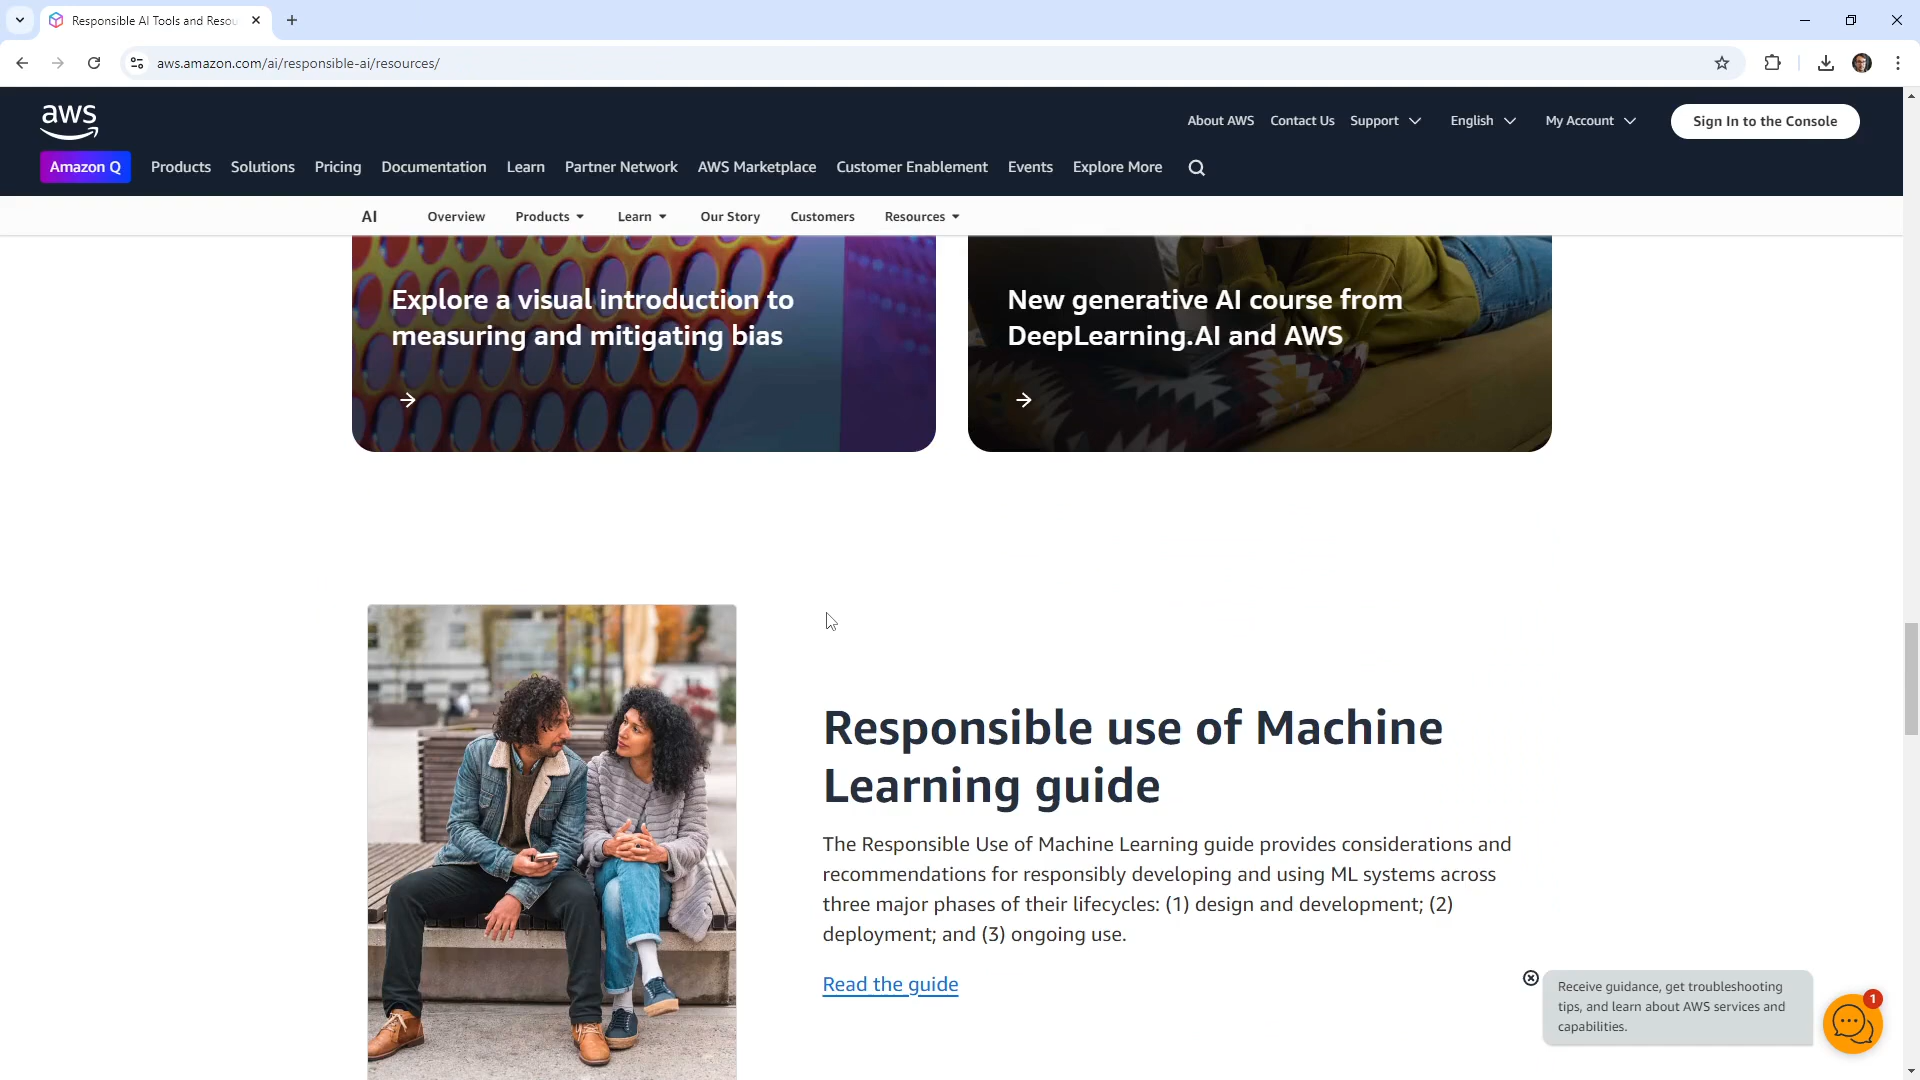 Responsible AI Tools and Resou
aws.amazon.com/ai/responsible-ai/resources/
aws
About AWS Contact Us Support English My Account Sign In to the Console
Amazon Q Products Solutions Pricing Documentation Learn Partner Network AWS Marketplace Customer Enablement Events Explore More
AI Overview Products Learn Our Story Customers Resources
Explore a visual introduction to
measuring and mitigating bias
New generative AI course from
DeepLearning.AI and AWS
Responsible use of Machine
Learning guide
The Responsible Use of Machine Learning guide provides considerations and
recommendations for responsibly developing and using ML systems across
three major phases of their lifecycles: (1) design and development; (2)
deployment; and (3) ongoing use.
Read the guide
Receive guidance, get troubleshooting
tips, and learn about AWS services and
capabilities.
1